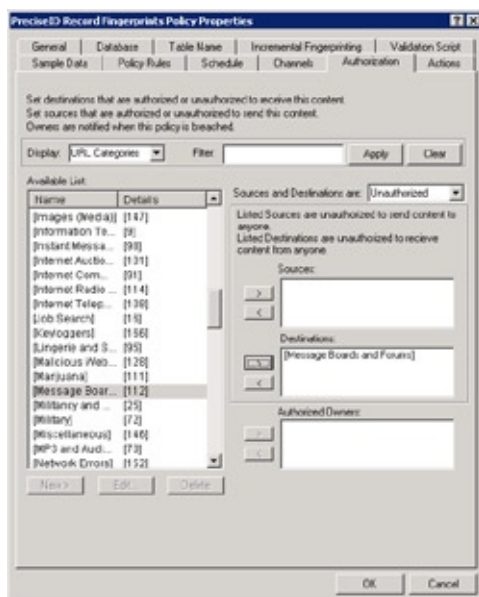 PreciseID Record Fingerprints Policy Properties
General Database Table Name Incremental Fingerprinting Validation Script
Sample Data Policy Rules Schedule Channels Authorization Actions
Set destinations that are authorized or unauthorized to receive this content.
Set sources that are authorized or unauthorized to send this content.
Owners are notified when this policy is breached.
Display: URL Categories Filter: Apply Clear
Available List:
Name Details
[Images (Media)] [147]
[Information Te... [9]
[Instant Messa... [90]
[Internet Auctio... [131]
[Internet Com... [91]
[Internet Radio ... [114]
[Internet Telep... [139]
[Job Search] [15]
[Keyloggers] [156]
[Lingerie and S... [95]
[Malicious Web... [128]
[Marijuana] [111]
[Message Boar... [112]
[Militancy and ... [25]
[Military] [72]
[Miscellaneous] [146]
[MP3 and Audi... [73]
[Network Errors] [152]
New > Edit... Delete
Sources and Destinations are: Unauthorized
Listed Sources are unauthorized to send content to
anyone.
Listed Destinations are unauthorized to recieve
content from anyone
Sources:
>
<
Destinations:
[Message Boards and Forums]
<
Authorized Owners:
>
<
OK Cancel